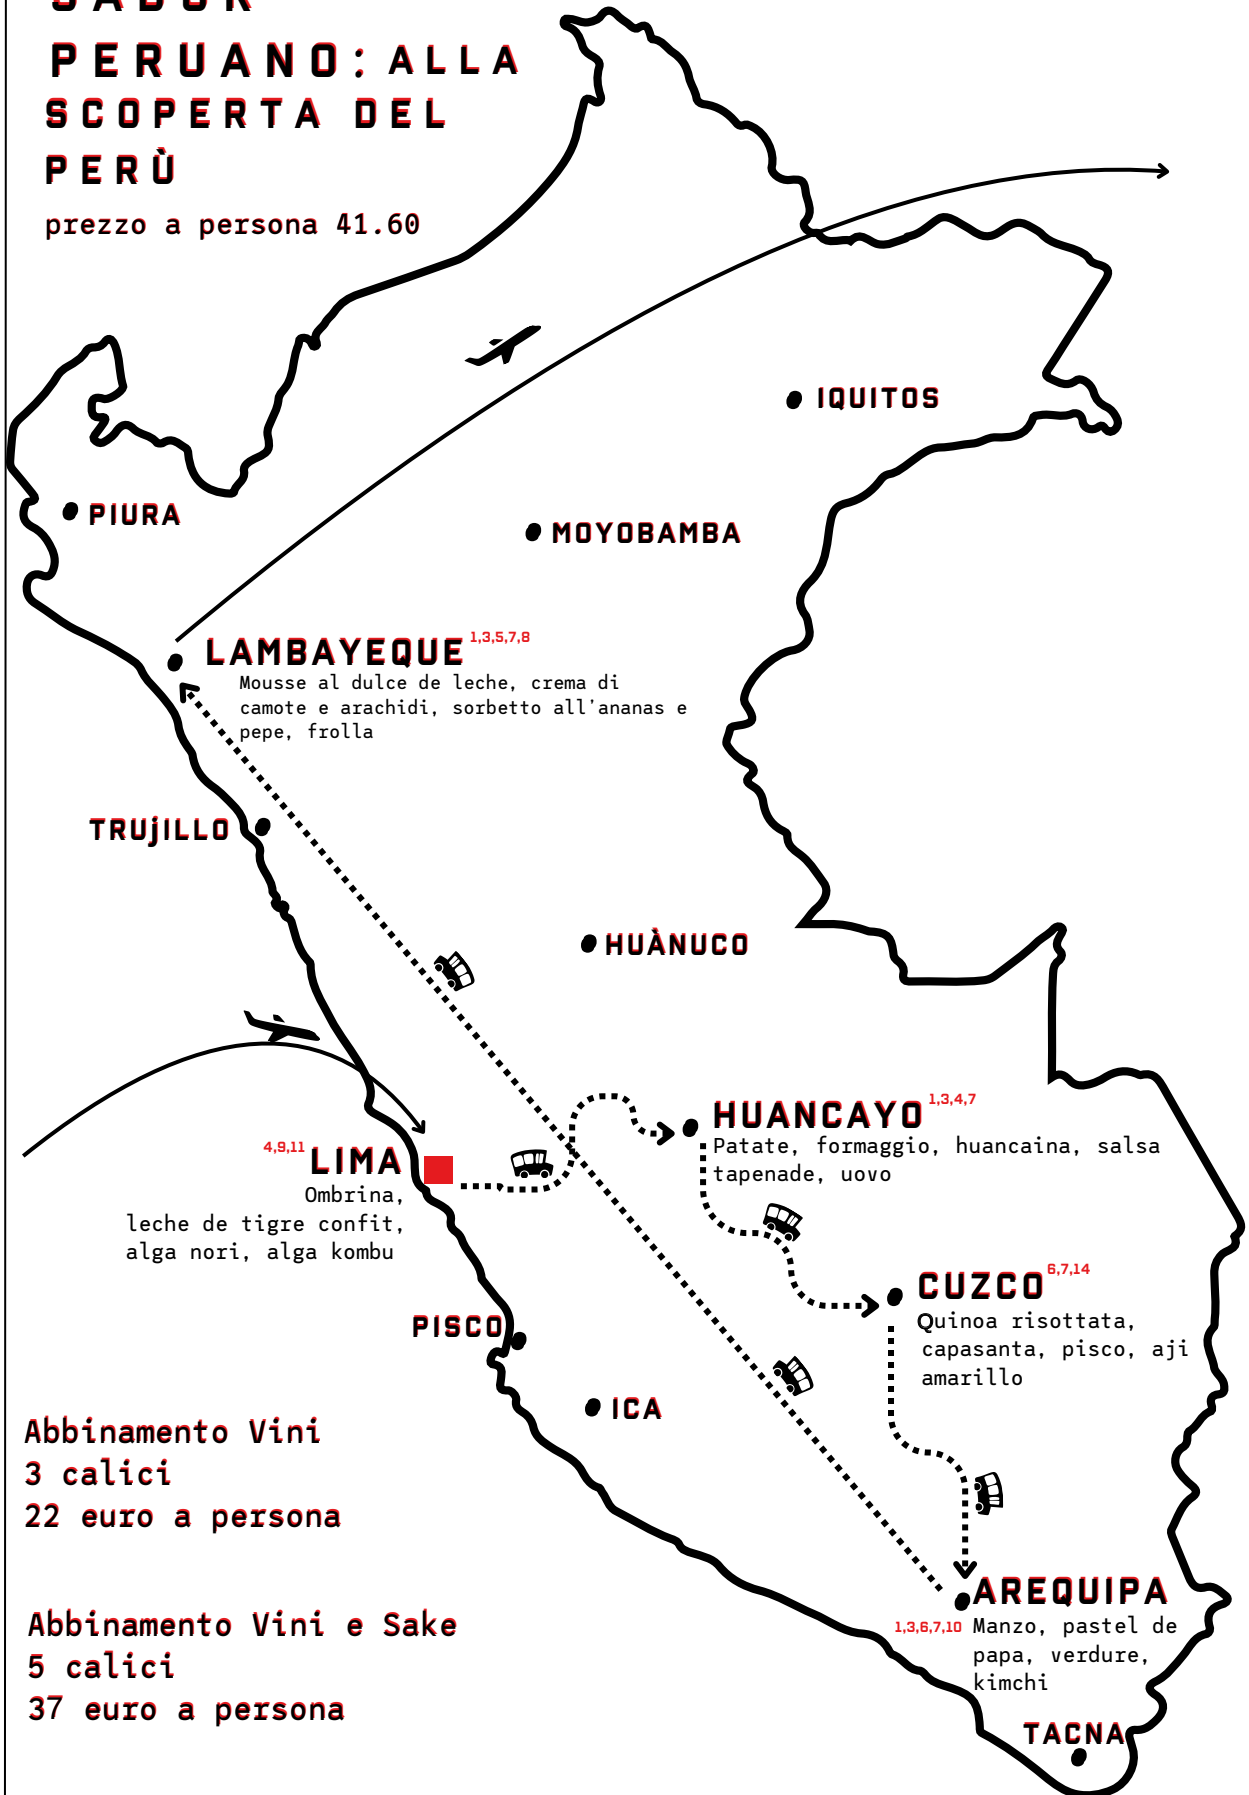 SABOR
PERUANO: ALLA
SCOPERTA DEL
PERÙ
prezzo a persona 41.60
IQUITOS
PIURA
MOYOBAMBA
LAMBAYEQUE 1,3,5,7,8
Mousse al dulce de leche, crema di
camote e arachidi, sorbetto all'ananas e
pepe, frolla
TRUjILLO
HUÀNUCO
HUANCAYO 1,3,4,7
Patate, formaggio, huancaina, salsa
tapenade, uovo
4,9,11 LIMA
Ombrina,
leche de tigre confit,
alga nori, alga kombu
CUZCO 6,7,14
Quinoa risottata,
capasanta, pisco, aji
amarillo
PISCO
ICA
Abbinamento Vini
3 calici
22 euro a persona
AREQUIPA
1,3,6,7,10 Manzo, pastel de
papa, verdure,
kimchi
Abbinamento Vini e Sake
5 calici
37 euro a persona
TACNA